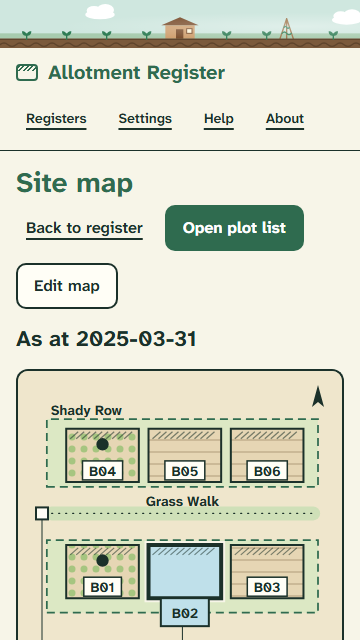 Allotment Register
Registers Settings Help About
Site map
Back to register Open plot list
Edit map
As at 2025-03-31
Shady Row
B04 B05 B06
Grass Walk
B01 B03
B02